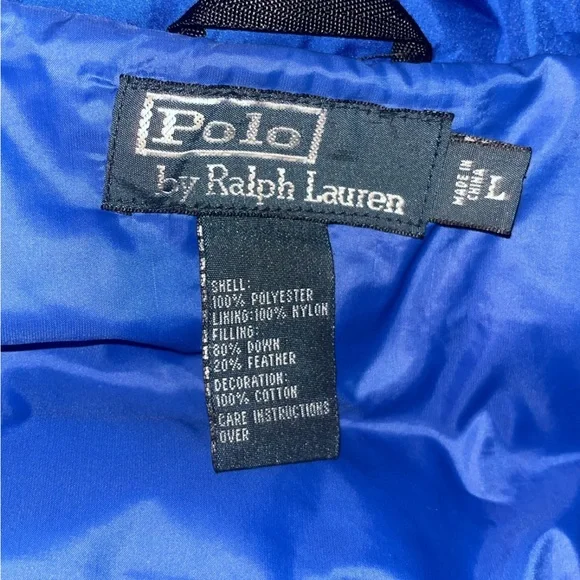 Polo
by Ralph Lauren
MADE IN
CHINA
L
SHELL:
100% POLYESTER
LINING:100% NYLON
FILLING:
80% DOWN
20% FEATHER
DECORATION:
100% COTTON
CARE INSTRUCTIONS
OVER